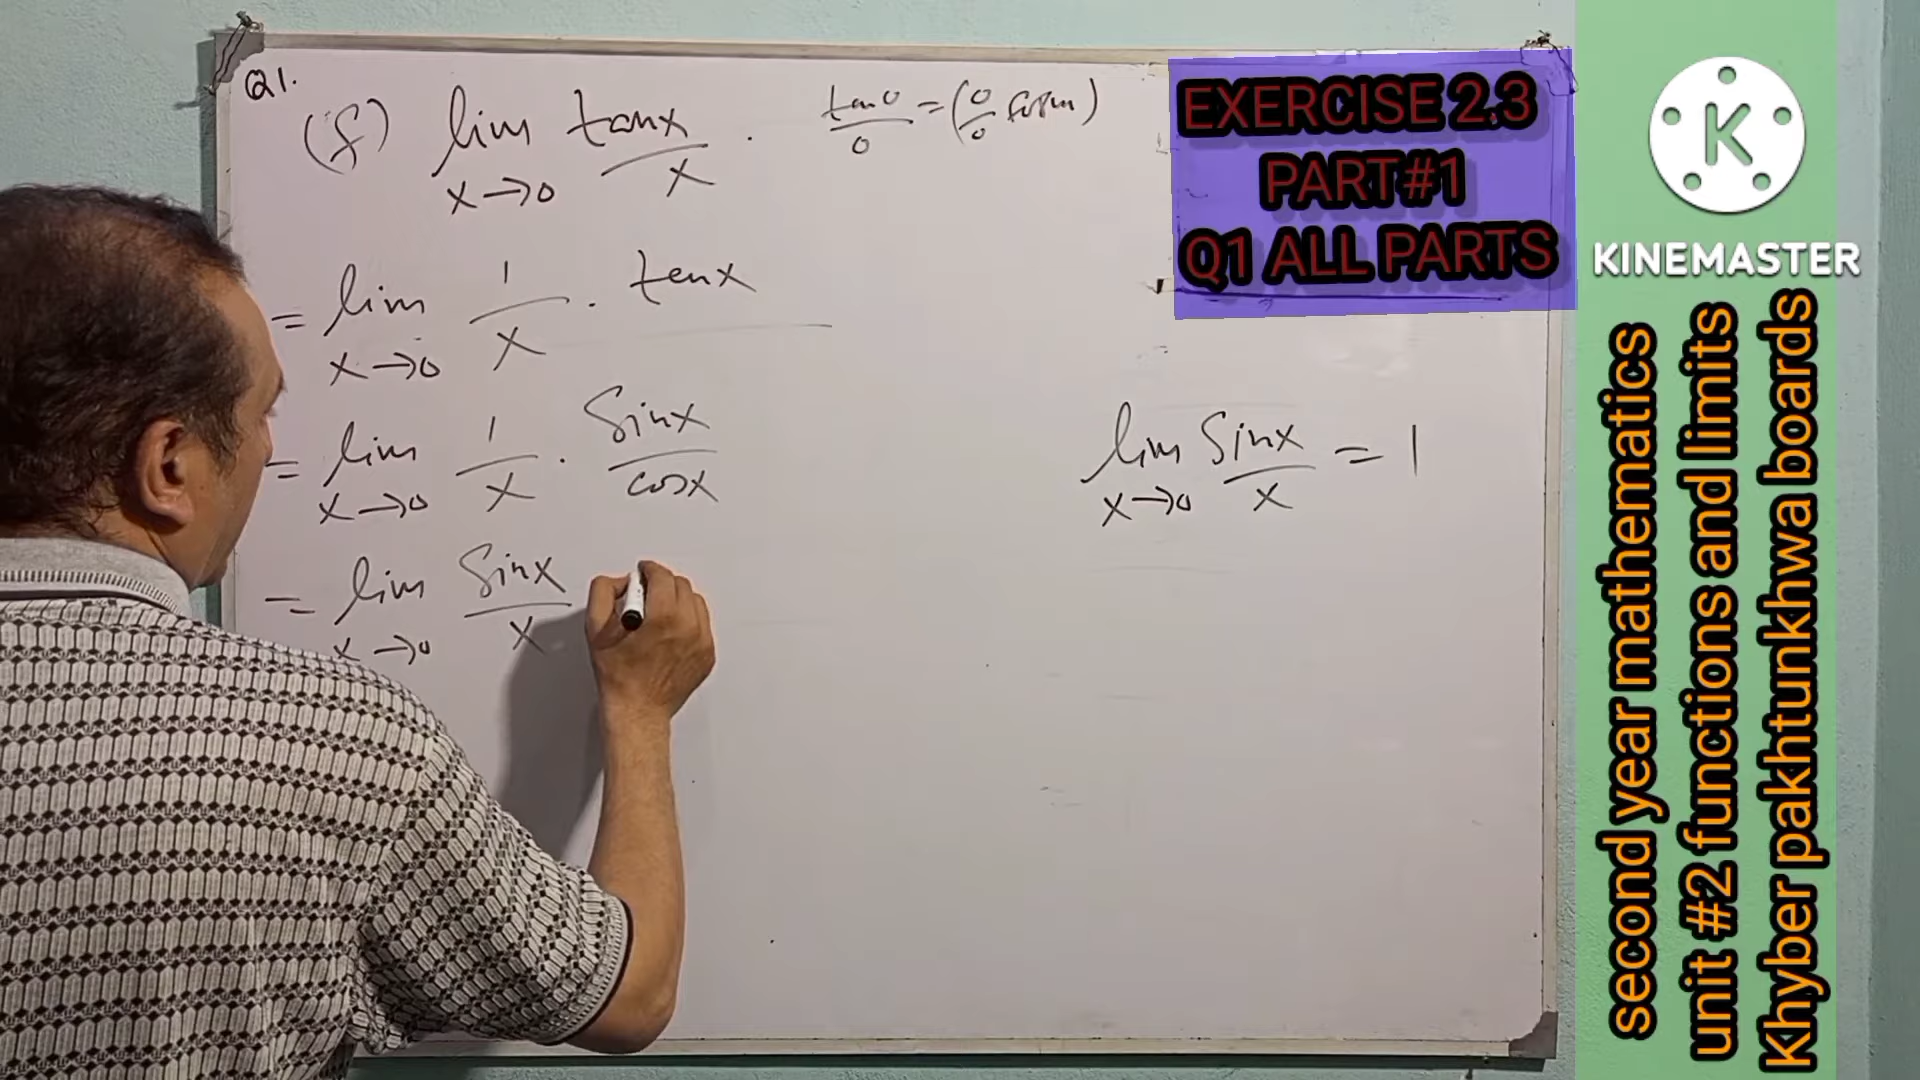 Q1.
(f) lim tanx/x . tan0/0 = (0/0 form)
x→0
= lim 1/x . tanx
x→0
= lim 1/x . Sinx/cosx
x→0
= lim Sinx/x
x→0
lim Sinx/x = 1
x→0
EXERCISE 2.3
PART#1
Q1 ALL PARTS
K
KINEMASTER
second year mathematics
unit #2 functions and limits
Khyber pakhtunkhwa boards